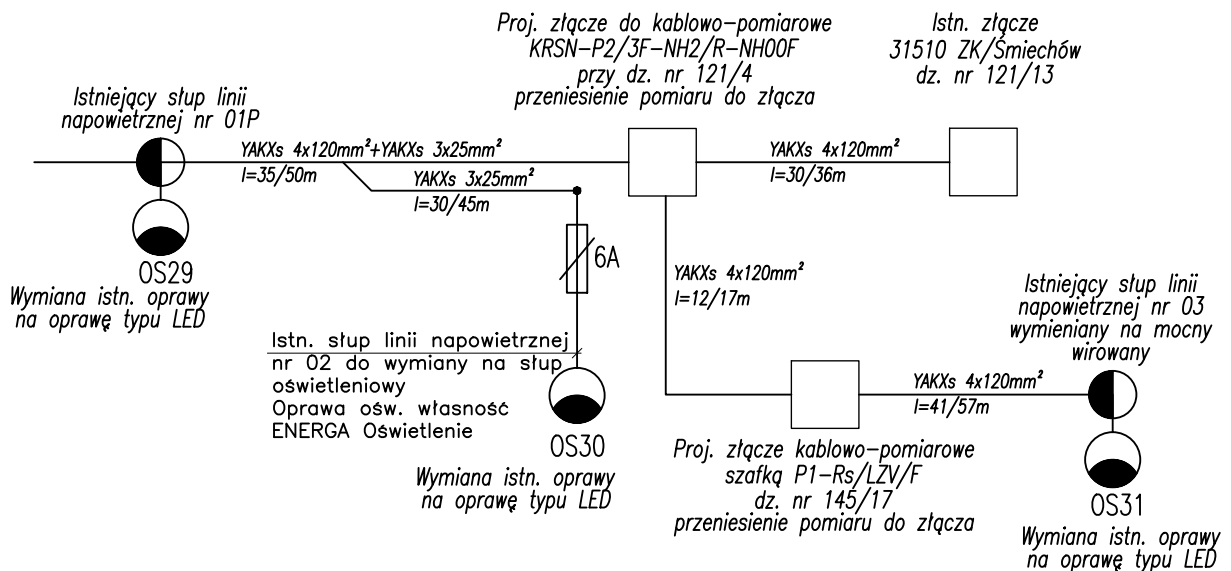 Proj. złącze do kablowo-pomiarowe
KRSN-P2/3F-NH2/R-NH00F
przy dz. nr 121/4
przeniesienie pomiaru do złącza
Istn. złącze
31510 ZK/Śmiechów
dz. nr 121/13
Istniejący słup linii
napowietrznej nr 01P
YAKXs 4x120mm²+YAKXs 3x25mm²
l=35/50m
YAKXs 3x25mm²
l=30/45m
YAKXs 4x120mm²
l=30/36m
6A
OS29
Wymiana istn. oprawy
na oprawę typu LED
YAKXs 4x120mm²
l=12/17m
Istniejący słup linii
napowietrznej nr 03
wymieniany na mocny
wirowany
Istn. słup linii napowietrznej
nr 02 do wymiany na słup
oświetleniowy
Oprawa ośw. własność
ENERGA Oświetlenie
OS30
Wymiana istn. oprawy
na oprawę typu LED
YAKXs 4x120mm²
l=41/57m
Proj. złącze kablowo-pomiarowe
szafką P1-Rs/LZV/F
dz. nr 145/17
przeniesienie pomiaru do złącza
OS31
Wymiana istn. oprawy
na oprawę typu LED